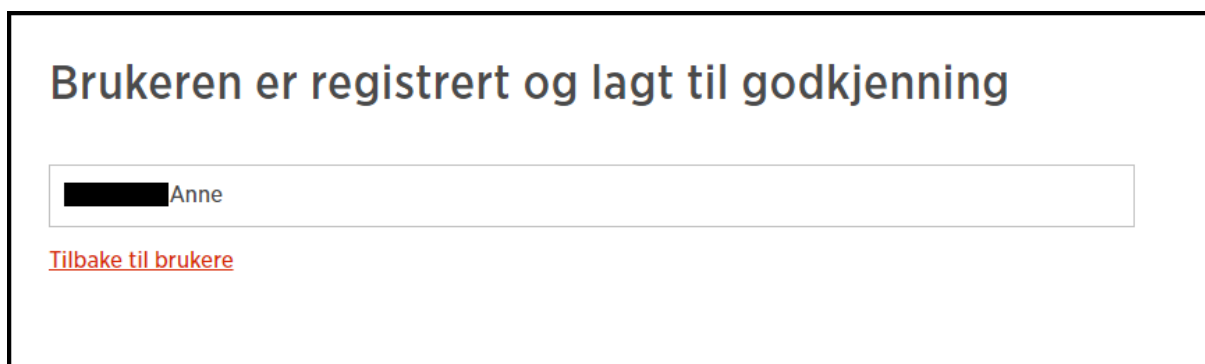 Brukeren er registrert og lagt til godkjenning
Anne
Tilbake til brukere